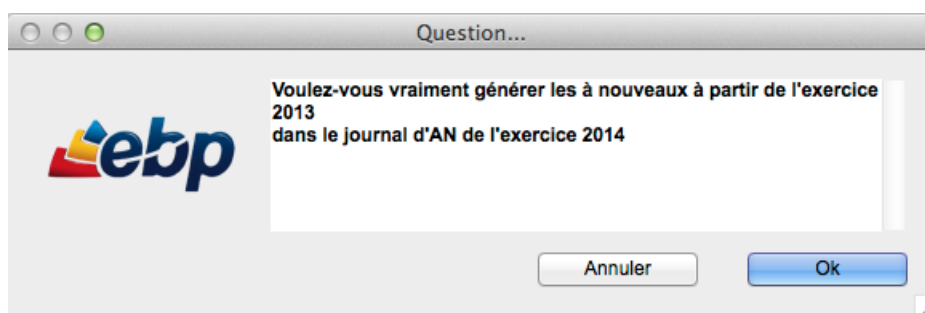 Question...
Voulez-vous vraiment générer les à nouveaux à partir de l'exercice
2013
dans le journal d'AN de l'exercice 2014
ebp
Annuler
Ok